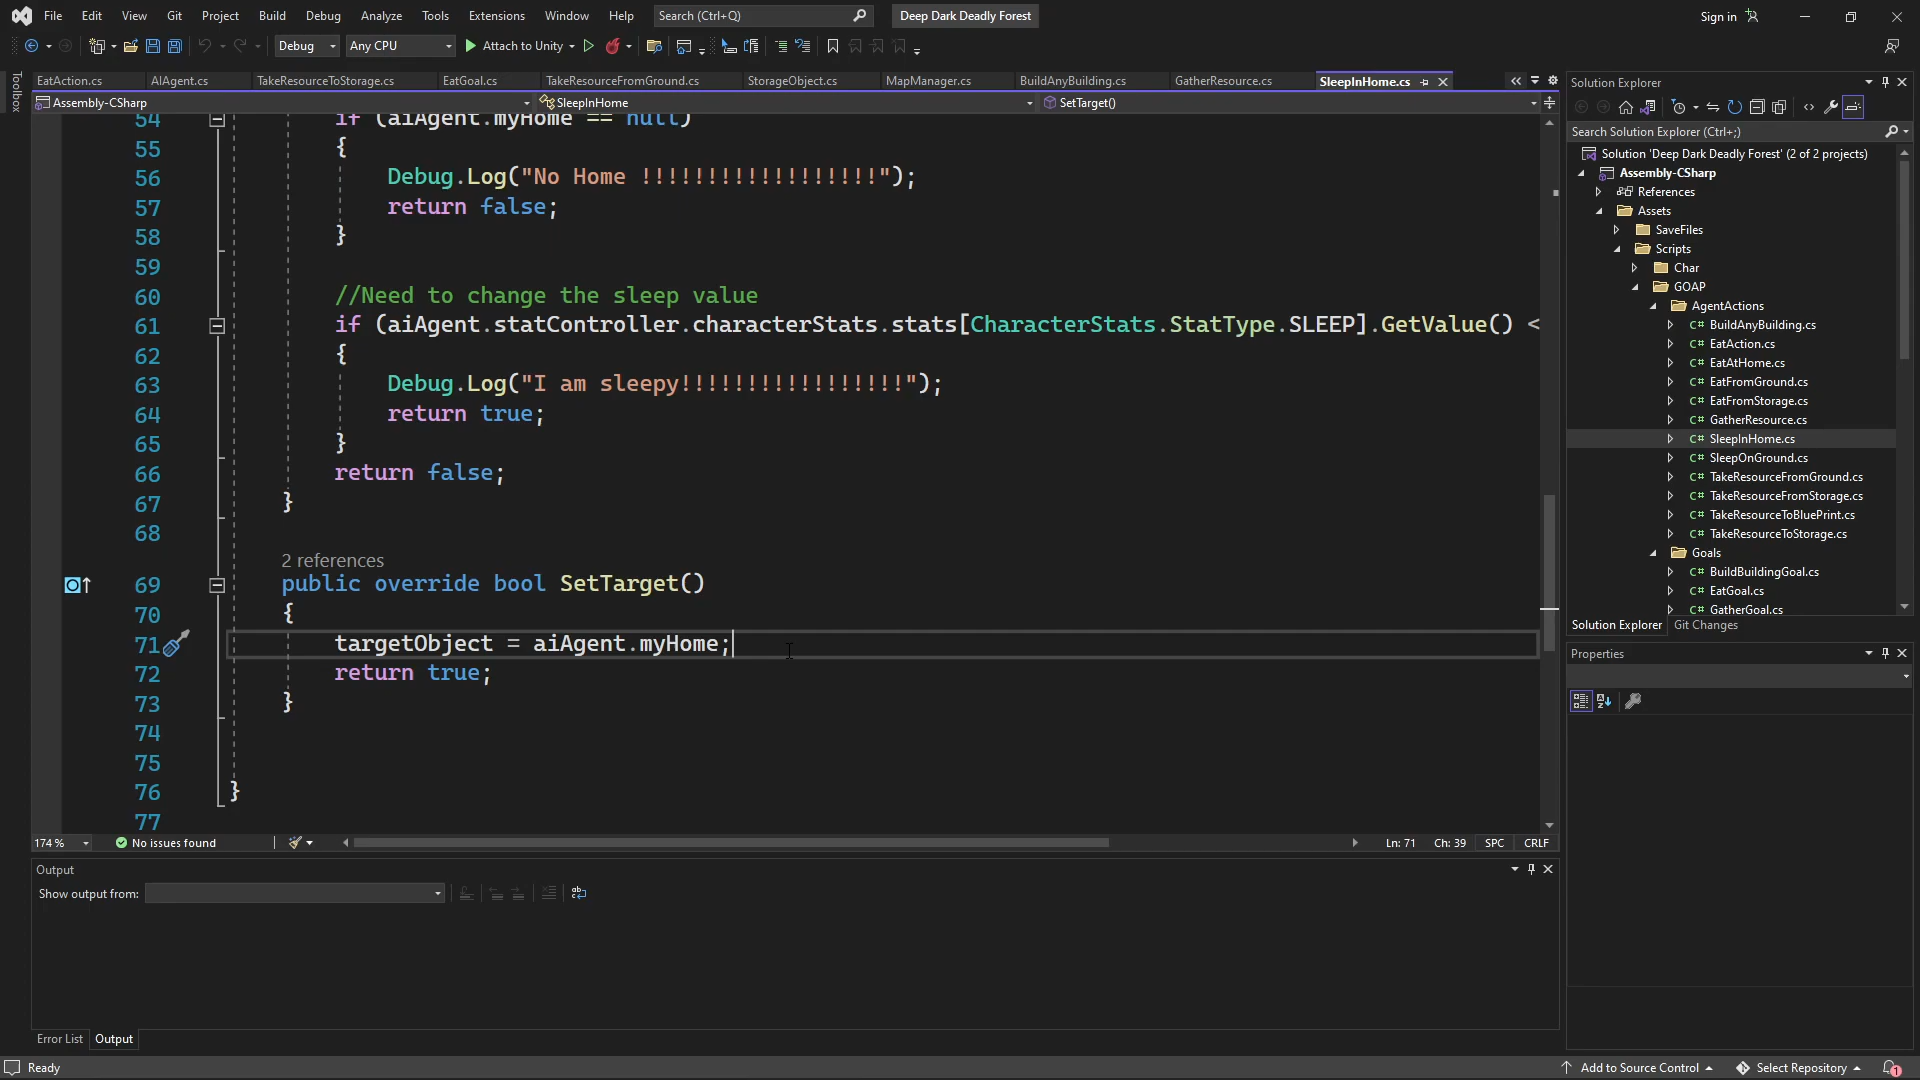 File Edit View Git Project Build Debug Analyze Tools Extensions Window Help Search (Ctrl+Q) Deep Dark Deadly Forest Sign in
Debug Any CPU Attach to Unity
Toolbox
EatAction.cs AIAgent.cs TakeResourceToStorage.cs EatGoal.cs TakeResourceFromGround.cs StorageObject.cs MapManager.cs BuildAnyBuilding.cs GatherResource.cs SleepInHome.cs
Assembly-CSharp SleepInHome SetTarget()
54 if (aiAgent.myHome == null)
55 {
56 Debug.Log("No Home !!!!!!!!!!!!!!!!!!");
57 return false;
58 }
59
60 //Need to change the sleep value
61 if (aiAgent.statController.characterStats.stats[CharacterStats.StatType.SLEEP].GetValue() <
62 {
63 Debug.Log("I am sleepy!!!!!!!!!!!!!!!!!");
64 return true;
65 }
66 return false;
67 }
68
2 references
69 public override bool SetTarget()
70 {
71 targetObject = aiAgent.myHome;
72 return true;
73 }
74
75
76 }
77
174 % No issues found Ln: 71 Ch: 39 SPC CRLF
Output
Show output from:
Error List Output
Ready Add to Source Control Select Repository 1
Solution Explorer
Search Solution Explorer (Ctrl+;)
Solution 'Deep Dark Deadly Forest' (2 of 2 projects)
Assembly-CSharp
References
Assets
SaveFiles
Scripts
Char
GOAP
AgentActions
C# BuildAnyBuilding.cs
C# EatAction.cs
C# EatAtHome.cs
C# EatFromGround.cs
C# EatFromStorage.cs
C# GatherResource.cs
C# SleepInHome.cs
C# SleepOnGround.cs
C# TakeResourceFromGround.cs
C# TakeResourceFromStorage.cs
C# TakeResourceToBluePrint.cs
C# TakeResourceToStorage.cs
Goals
C# BuildBuildingGoal.cs
C# EatGoal.cs
C# GatherGoal.cs
Solution Explorer Git Changes
Properties